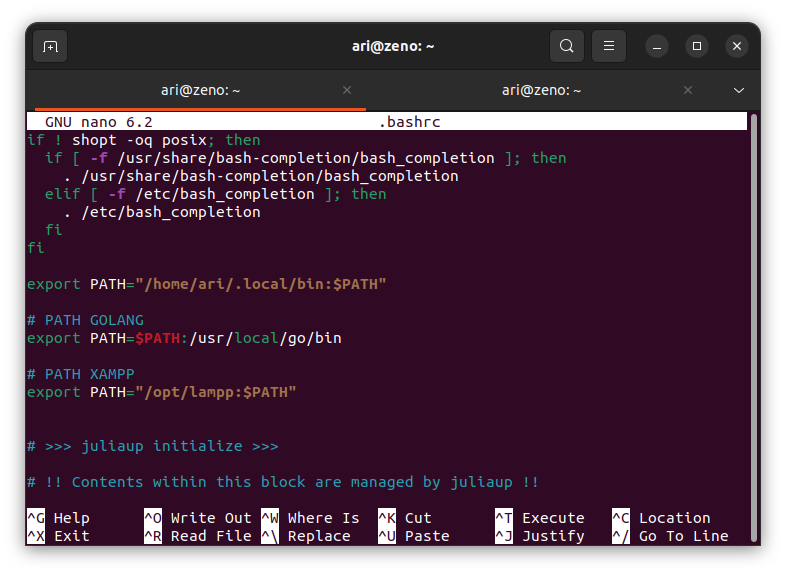 ari@zeno: ~
ari@zeno: ~ ari@zeno: ~
GNU nano 6.2 .bashrc
if ! shopt -oq posix; then
  if [ -f /usr/share/bash-completion/bash_completion ]; then
    . /usr/share/bash-completion/bash_completion
  elif [ -f /etc/bash_completion ]; then
    . /etc/bash_completion
  fi
fi
export PATH="/home/ari/.local/bin:$PATH"
# PATH GOLANG
export PATH=$PATH:/usr/local/go/bin
# PATH XAMPP
export PATH="/opt/lampp:$PATH"
# >>> juliaup initialize >>>
# !! Contents within this block are managed by juliaup !!
^G Help ^O Write Out ^W Where Is ^K Cut ^T Execute ^C Location
^X Exit ^R Read File ^\ Replace ^U Paste ^J Justify ^/ Go To Line